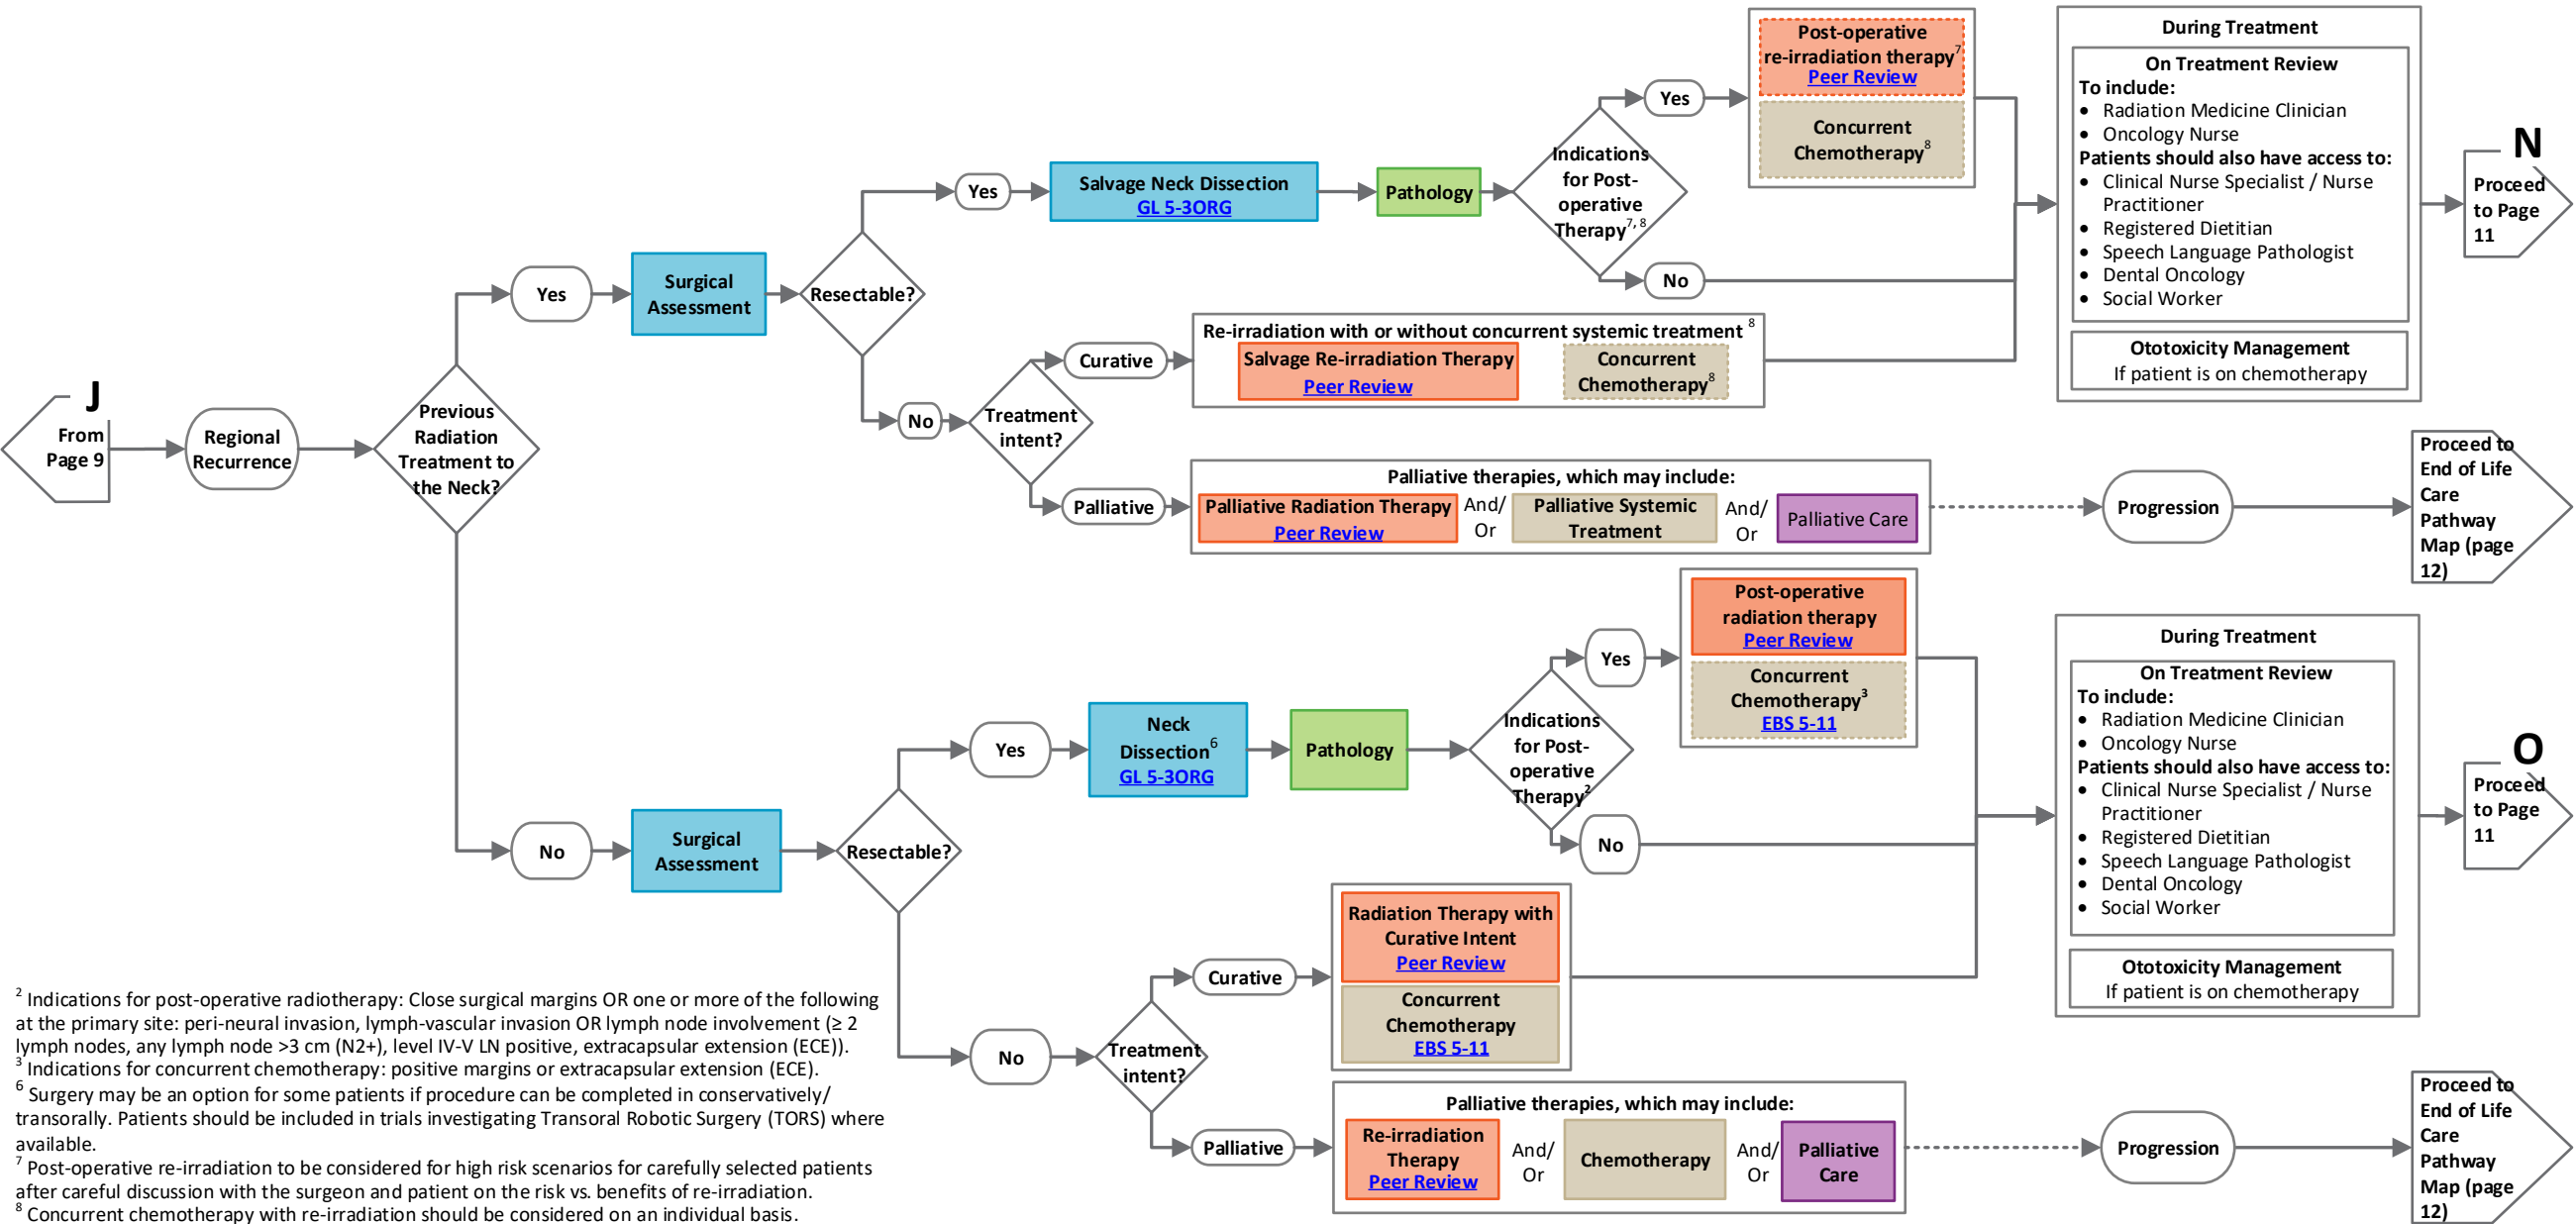 J
From
Page 9
Regional
Recurrence
Previous
Radiation
Treatment to
the Neck?
Yes
Surgical
Assessment
Resectable?
Yes
Salvage Neck Dissection
GL 5-3ORG
Pathology
Indications
for Post-
operative
Therapy7, 8
Yes
Post-operative
re-irradiation therapy7
Peer Review
Concurrent
Chemotherapy8
No
During Treatment
On Treatment Review
To include:
• Radiation Medicine Clinician
• Oncology Nurse
Patients should also have access to:
• Clinical Nurse Specialist / Nurse
Practitioner
• Registered Dietitian
• Speech Language Pathologist
• Dental Oncology
• Social Worker
Ototoxicity Management
If patient is on chemotherapy
N
Proceed
to Page
11
No
Treatment
intent?
Curative
Re-irradiation with or without concurrent systemic treatment 8
Salvage Re-irradiation Therapy
Peer Review
Concurrent
Chemotherapy8
Palliative
Palliative therapies, which may include:
Palliative Radiation Therapy
Peer Review
And/
Or
Palliative Systemic
Treatment
And/
Or
Palliative Care
Progression
Proceed to
End of Life
Care
Pathway
Map (page
12)
No
Surgical
Assessment
Resectable?
Yes
Neck
Dissection6
GL 5-3ORG
Pathology
Indications
for Post-
operative
Therapy2
Yes
Post-operative
radiation therapy
Peer Review
Concurrent
Chemotherapy3
EBS 5-11
No
During Treatment
On Treatment Review
To include:
• Radiation Medicine Clinician
• Oncology Nurse
Patients should also have access to:
• Clinical Nurse Specialist / Nurse
Practitioner
• Registered Dietitian
• Speech Language Pathologist
• Dental Oncology
• Social Worker
Ototoxicity Management
If patient is on chemotherapy
O
Proceed
to Page
11
No
Treatment
intent?
Curative
Radiation Therapy with
Curative Intent
Peer Review
Concurrent
Chemotherapy
EBS 5-11
Palliative
Palliative therapies, which may include:
Re-irradiation
Therapy
Peer Review
And/
Or
Chemotherapy
And/
Or
Palliative
Care
Progression
Proceed to
End of Life
Care
Pathway
Map (page
12)
2 Indications for post-operative radiotherapy: Close surgical margins OR one or more of the following
at the primary site: peri-neural invasion, lymph-vascular invasion OR lymph node involvement (≥ 2
lymph nodes, any lymph node >3 cm (N2+), level IV-V LN positive, extracapsular extension (ECE)).
3 Indications for concurrent chemotherapy: positive margins or extracapsular extension (ECE).
6 Surgery may be an option for some patients if procedure can be completed in conservatively/
transorally. Patients should be included in trials investigating Transoral Robotic Surgery (TORS) where
available.
7 Post-operative re-irradiation to be considered for high risk scenarios for carefully selected patients
after careful discussion with the surgeon and patient on the risk vs. benefits of re-irradiation.
8 Concurrent chemotherapy with re-irradiation should be considered on an individual basis.